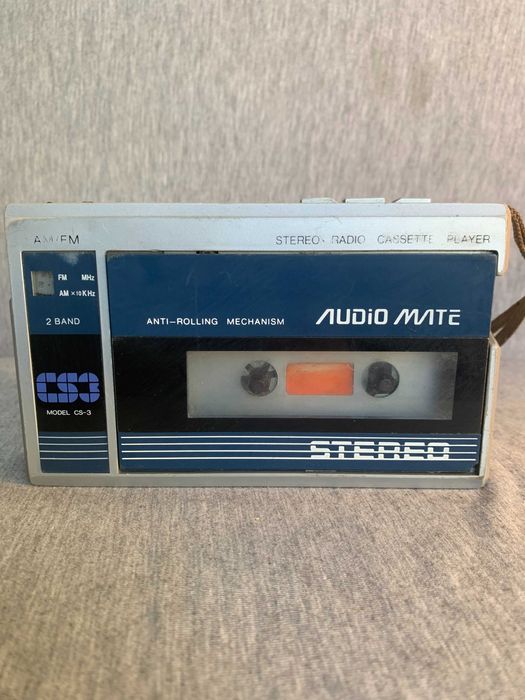 AM/FM
STEREO RADIO CASSETTE PLAYER
FM MHz
AM ×10KHz
2 BAND
ANTI-ROLLING MECHANISM
AUDIO MATE
CS3
MODEL CS-3
STEREO